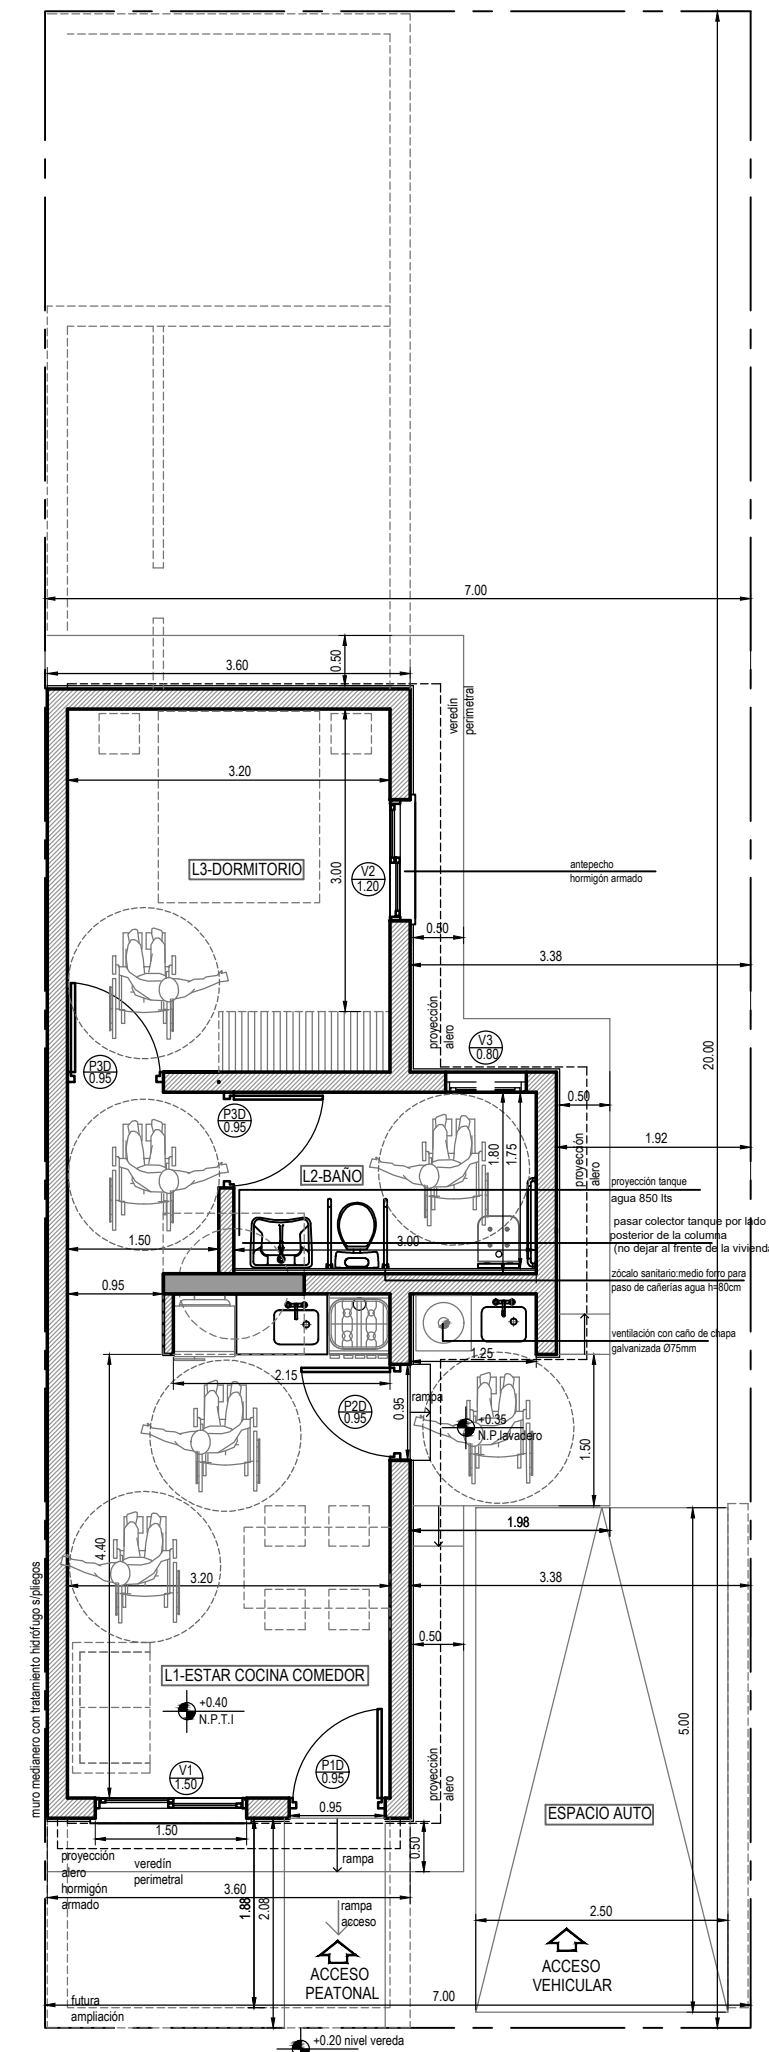 7.00
3.60
0.50
veredín
perimetral
3.20
L3-DORMITORIO
3.00
V2
1.20
antepecho
hormigón armado
0.50
3.38
proyección
alero
20.00
V3
0.80
P3D
0.95
P3D
0.95
0.50
1.92
1.80
1.75
proyección
alero
L2-BAÑO
proyección tanque
agua 850 lts
pasar colector tanque por lado
posterior de la columna
(no dejar al frente de la vivienda
1.50
3.00
0.95
zócalo sanitario:medio forro para
paso de cañerías agua h=80cm
ventilación con caño de chapa
galvanizada Ø75mm
1.25
2.15
P2D
0.95
0.95
rampa
+0.35
N.P.lavadero
1.50
1.98
4.40
3.20
3.38
muro medianero con tratamiento hidrófugo s/pliegos
0.50
L1-ESTAR COCINA COMEDOR
+0.40
N.P.T.I
5.00
V1
1.50
P1D
0.95
proyección
alero
0.95
ESPACIO AUTO
1.50
0.50
proyección
alero
hormigón
armado
veredín
perimetral
rampa
3.60
1.88
2.08
rampa
acceso
2.50
ACCESO
PEATONAL
ACCESO
VEHICULAR
7.00
futura
ampliación
+0.20 nivel vereda